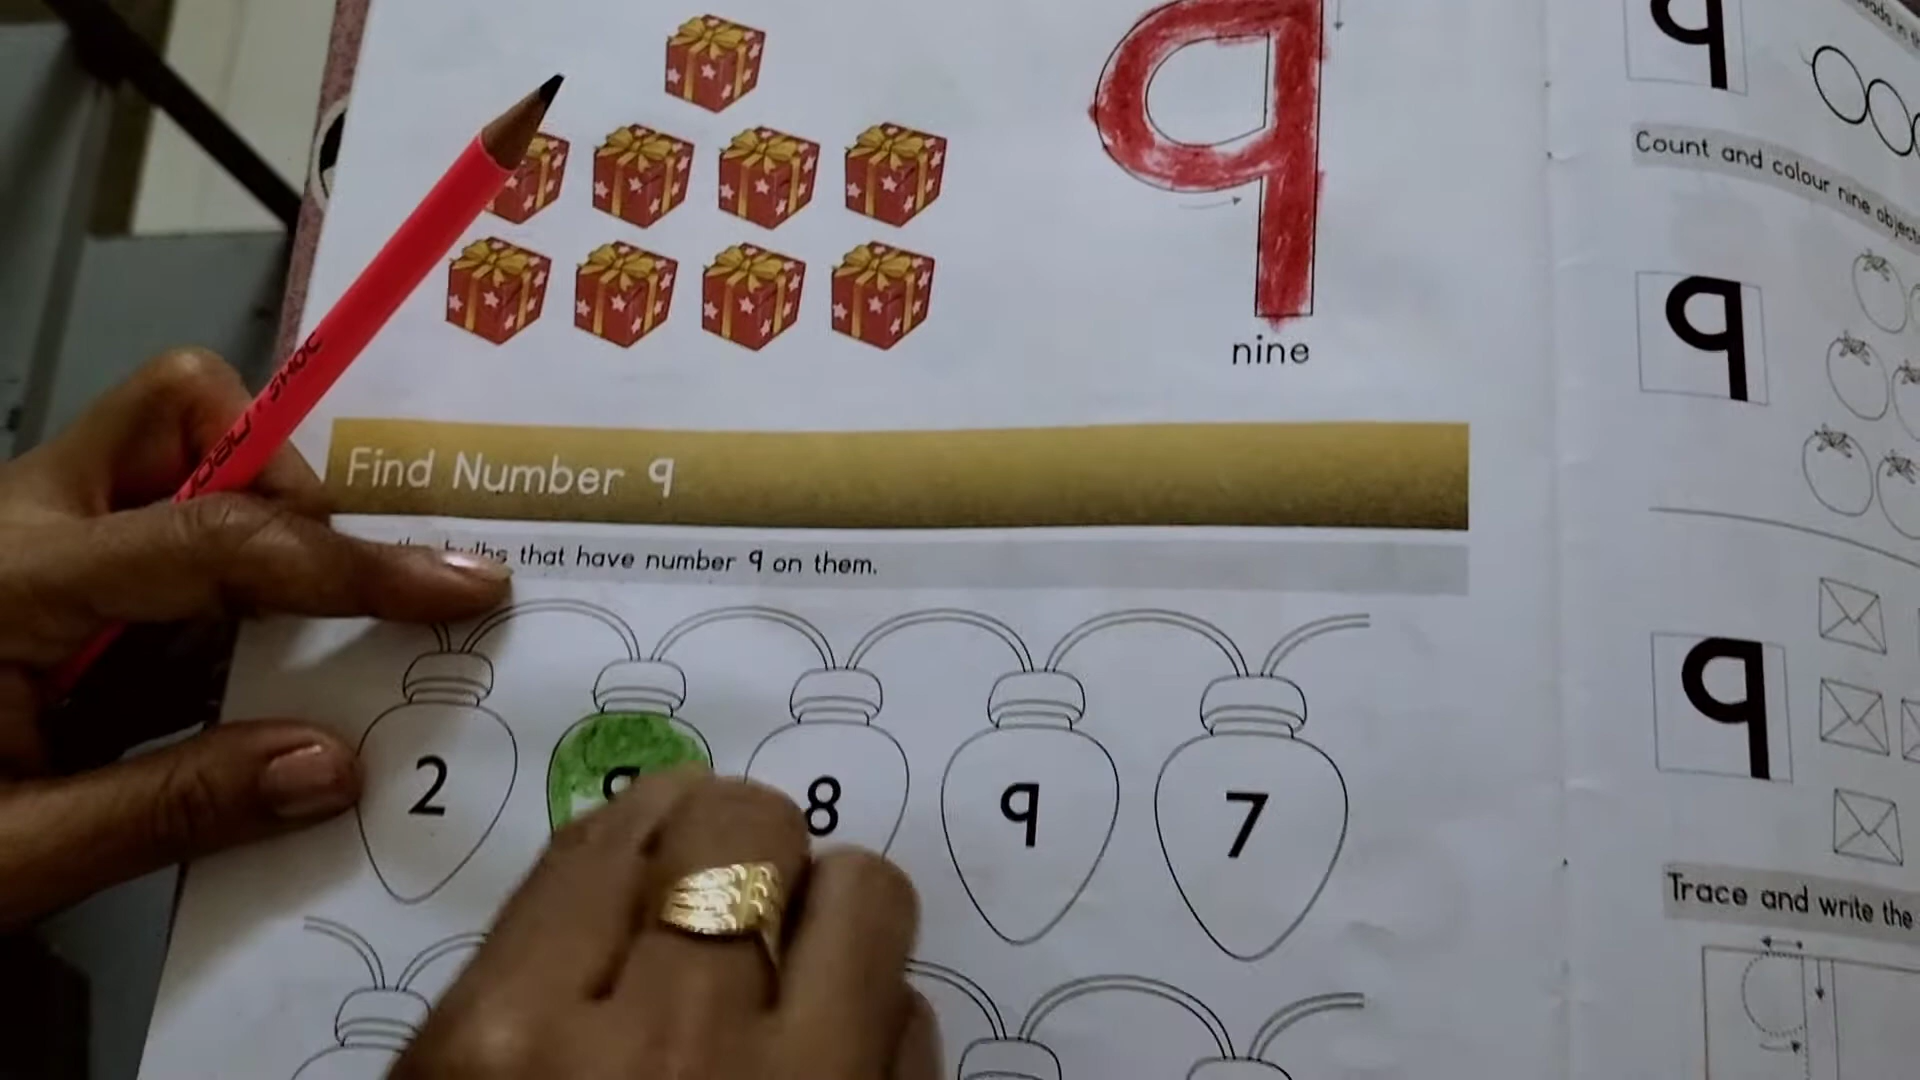 9
nine
Find Number 9
bulbs that have number 9 on them.
2 9 8 9 7
9
Count and colour nine
9
9
Trace and write the